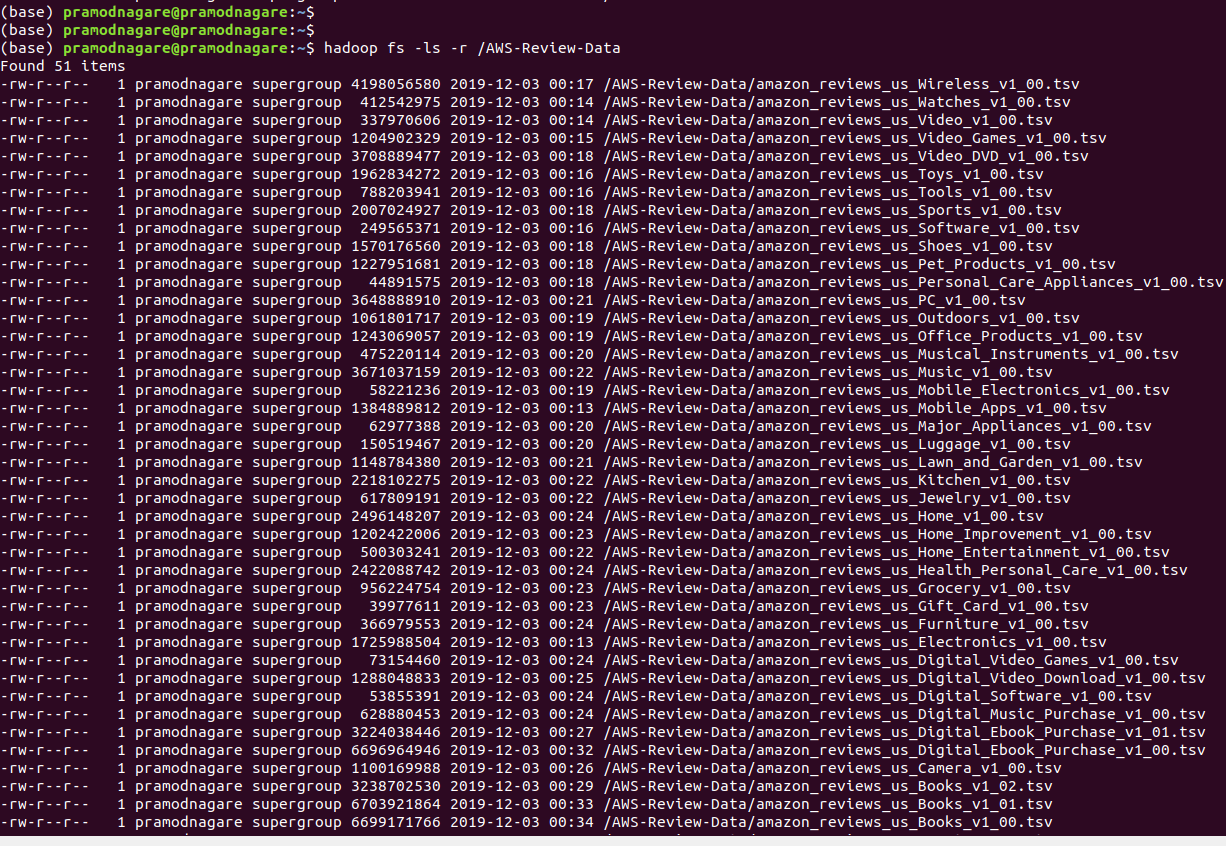 (base) pramodnagare@pramodnagare:~$
(base) pramodnagare@pramodnagare:~$
(base) pramodnagare@pramodnagare:~$ hadoop fs -ls -r /AWS-Review-Data
Found 51 items
-rw-r--r--   1 pramodnagare supergroup 4198056580 2019-12-03 00:17 /AWS-Review-Data/amazon_reviews_us_Wireless_v1_00.tsv
-rw-r--r--   1 pramodnagare supergroup  412542975 2019-12-03 00:14 /AWS-Review-Data/amazon_reviews_us_Watches_v1_00.tsv
-rw-r--r--   1 pramodnagare supergroup  337970606 2019-12-03 00:14 /AWS-Review-Data/amazon_reviews_us_Video_v1_00.tsv
-rw-r--r--   1 pramodnagare supergroup 1204902329 2019-12-03 00:15 /AWS-Review-Data/amazon_reviews_us_Video_Games_v1_00.tsv
-rw-r--r--   1 pramodnagare supergroup 3708889477 2019-12-03 00:18 /AWS-Review-Data/amazon_reviews_us_Video_DVD_v1_00.tsv
-rw-r--r--   1 pramodnagare supergroup 1962834272 2019-12-03 00:16 /AWS-Review-Data/amazon_reviews_us_Toys_v1_00.tsv
-rw-r--r--   1 pramodnagare supergroup  788203941 2019-12-03 00:16 /AWS-Review-Data/amazon_reviews_us_Tools_v1_00.tsv
-rw-r--r--   1 pramodnagare supergroup 2007024927 2019-12-03 00:18 /AWS-Review-Data/amazon_reviews_us_Sports_v1_00.tsv
-rw-r--r--   1 pramodnagare supergroup  249565371 2019-12-03 00:16 /AWS-Review-Data/amazon_reviews_us_Software_v1_00.tsv
-rw-r--r--   1 pramodnagare supergroup 1570176560 2019-12-03 00:18 /AWS-Review-Data/amazon_reviews_us_Shoes_v1_00.tsv
-rw-r--r--   1 pramodnagare supergroup 1227951681 2019-12-03 00:18 /AWS-Review-Data/amazon_reviews_us_Pet_Products_v1_00.tsv
-rw-r--r--   1 pramodnagare supergroup   44891575 2019-12-03 00:18 /AWS-Review-Data/amazon_reviews_us_Personal_Care_Appliances_v1_00.tsv
-rw-r--r--   1 pramodnagare supergroup 3648888910 2019-12-03 00:21 /AWS-Review-Data/amazon_reviews_us_PC_v1_00.tsv
-rw-r--r--   1 pramodnagare supergroup 1061801717 2019-12-03 00:19 /AWS-Review-Data/amazon_reviews_us_Outdoors_v1_00.tsv
-rw-r--r--   1 pramodnagare supergroup 1243069057 2019-12-03 00:19 /AWS-Review-Data/amazon_reviews_us_Office_Products_v1_00.tsv
-rw-r--r--   1 pramodnagare supergroup  475220114 2019-12-03 00:20 /AWS-Review-Data/amazon_reviews_us_Musical_Instruments_v1_00.tsv
-rw-r--r--   1 pramodnagare supergroup 3671037159 2019-12-03 00:22 /AWS-Review-Data/amazon_reviews_us_Music_v1_00.tsv
-rw-r--r--   1 pramodnagare supergroup   58221236 2019-12-03 00:19 /AWS-Review-Data/amazon_reviews_us_Mobile_Electronics_v1_00.tsv
-rw-r--r--   1 pramodnagare supergroup 1384889812 2019-12-03 00:13 /AWS-Review-Data/amazon_reviews_us_Mobile_Apps_v1_00.tsv
-rw-r--r--   1 pramodnagare supergroup   62977388 2019-12-03 00:20 /AWS-Review-Data/amazon_reviews_us_Major_Appliances_v1_00.tsv
-rw-r--r--   1 pramodnagare supergroup  150519467 2019-12-03 00:20 /AWS-Review-Data/amazon_reviews_us_Luggage_v1_00.tsv
-rw-r--r--   1 pramodnagare supergroup 1148784380 2019-12-03 00:21 /AWS-Review-Data/amazon_reviews_us_Lawn_and_Garden_v1_00.tsv
-rw-r--r--   1 pramodnagare supergroup 2218102275 2019-12-03 00:22 /AWS-Review-Data/amazon_reviews_us_Kitchen_v1_00.tsv
-rw-r--r--   1 pramodnagare supergroup  617809191 2019-12-03 00:22 /AWS-Review-Data/amazon_reviews_us_Jewelry_v1_00.tsv
-rw-r--r--   1 pramodnagare supergroup 2496148207 2019-12-03 00:24 /AWS-Review-Data/amazon_reviews_us_Home_v1_00.tsv
-rw-r--r--   1 pramodnagare supergroup 1202422006 2019-12-03 00:23 /AWS-Review-Data/amazon_reviews_us_Home_Improvement_v1_00.tsv
-rw-r--r--   1 pramodnagare supergroup  500303241 2019-12-03 00:22 /AWS-Review-Data/amazon_reviews_us_Home_Entertainment_v1_00.tsv
-rw-r--r--   1 pramodnagare supergroup 2422088742 2019-12-03 00:24 /AWS-Review-Data/amazon_reviews_us_Health_Personal_Care_v1_00.tsv
-rw-r--r--   1 pramodnagare supergroup  956224754 2019-12-03 00:23 /AWS-Review-Data/amazon_reviews_us_Grocery_v1_00.tsv
-rw-r--r--   1 pramodnagare supergroup   39977611 2019-12-03 00:23 /AWS-Review-Data/amazon_reviews_us_Gift_Card_v1_00.tsv
-rw-r--r--   1 pramodnagare supergroup  366979553 2019-12-03 00:24 /AWS-Review-Data/amazon_reviews_us_Furniture_v1_00.tsv
-rw-r--r--   1 pramodnagare supergroup 1725988504 2019-12-03 00:13 /AWS-Review-Data/amazon_reviews_us_Electronics_v1_00.tsv
-rw-r--r--   1 pramodnagare supergroup   73154460 2019-12-03 00:24 /AWS-Review-Data/amazon_reviews_us_Digital_Video_Games_v1_00.tsv
-rw-r--r--   1 pramodnagare supergroup 1288048833 2019-12-03 00:25 /AWS-Review-Data/amazon_reviews_us_Digital_Video_Download_v1_00.tsv
-rw-r--r--   1 pramodnagare supergroup   53855391 2019-12-03 00:24 /AWS-Review-Data/amazon_reviews_us_Digital_Software_v1_00.tsv
-rw-r--r--   1 pramodnagare supergroup  628880453 2019-12-03 00:24 /AWS-Review-Data/amazon_reviews_us_Digital_Music_Purchase_v1_00.tsv
-rw-r--r--   1 pramodnagare supergroup 3224038446 2019-12-03 00:27 /AWS-Review-Data/amazon_reviews_us_Digital_Ebook_Purchase_v1_01.tsv
-rw-r--r--   1 pramodnagare supergroup 6696964946 2019-12-03 00:32 /AWS-Review-Data/amazon_reviews_us_Digital_Ebook_Purchase_v1_00.tsv
-rw-r--r--   1 pramodnagare supergroup 1100169988 2019-12-03 00:26 /AWS-Review-Data/amazon_reviews_us_Camera_v1_00.tsv
-rw-r--r--   1 pramodnagare supergroup 3238702530 2019-12-03 00:29 /AWS-Review-Data/amazon_reviews_us_Books_v1_02.tsv
-rw-r--r--   1 pramodnagare supergroup 6703921864 2019-12-03 00:33 /AWS-Review-Data/amazon_reviews_us_Books_v1_01.tsv
-rw-r--r--   1 pramodnagare supergroup 6699171766 2019-12-03 00:34 /AWS-Review-Data/amazon_reviews_us_Books_v1_00.tsv